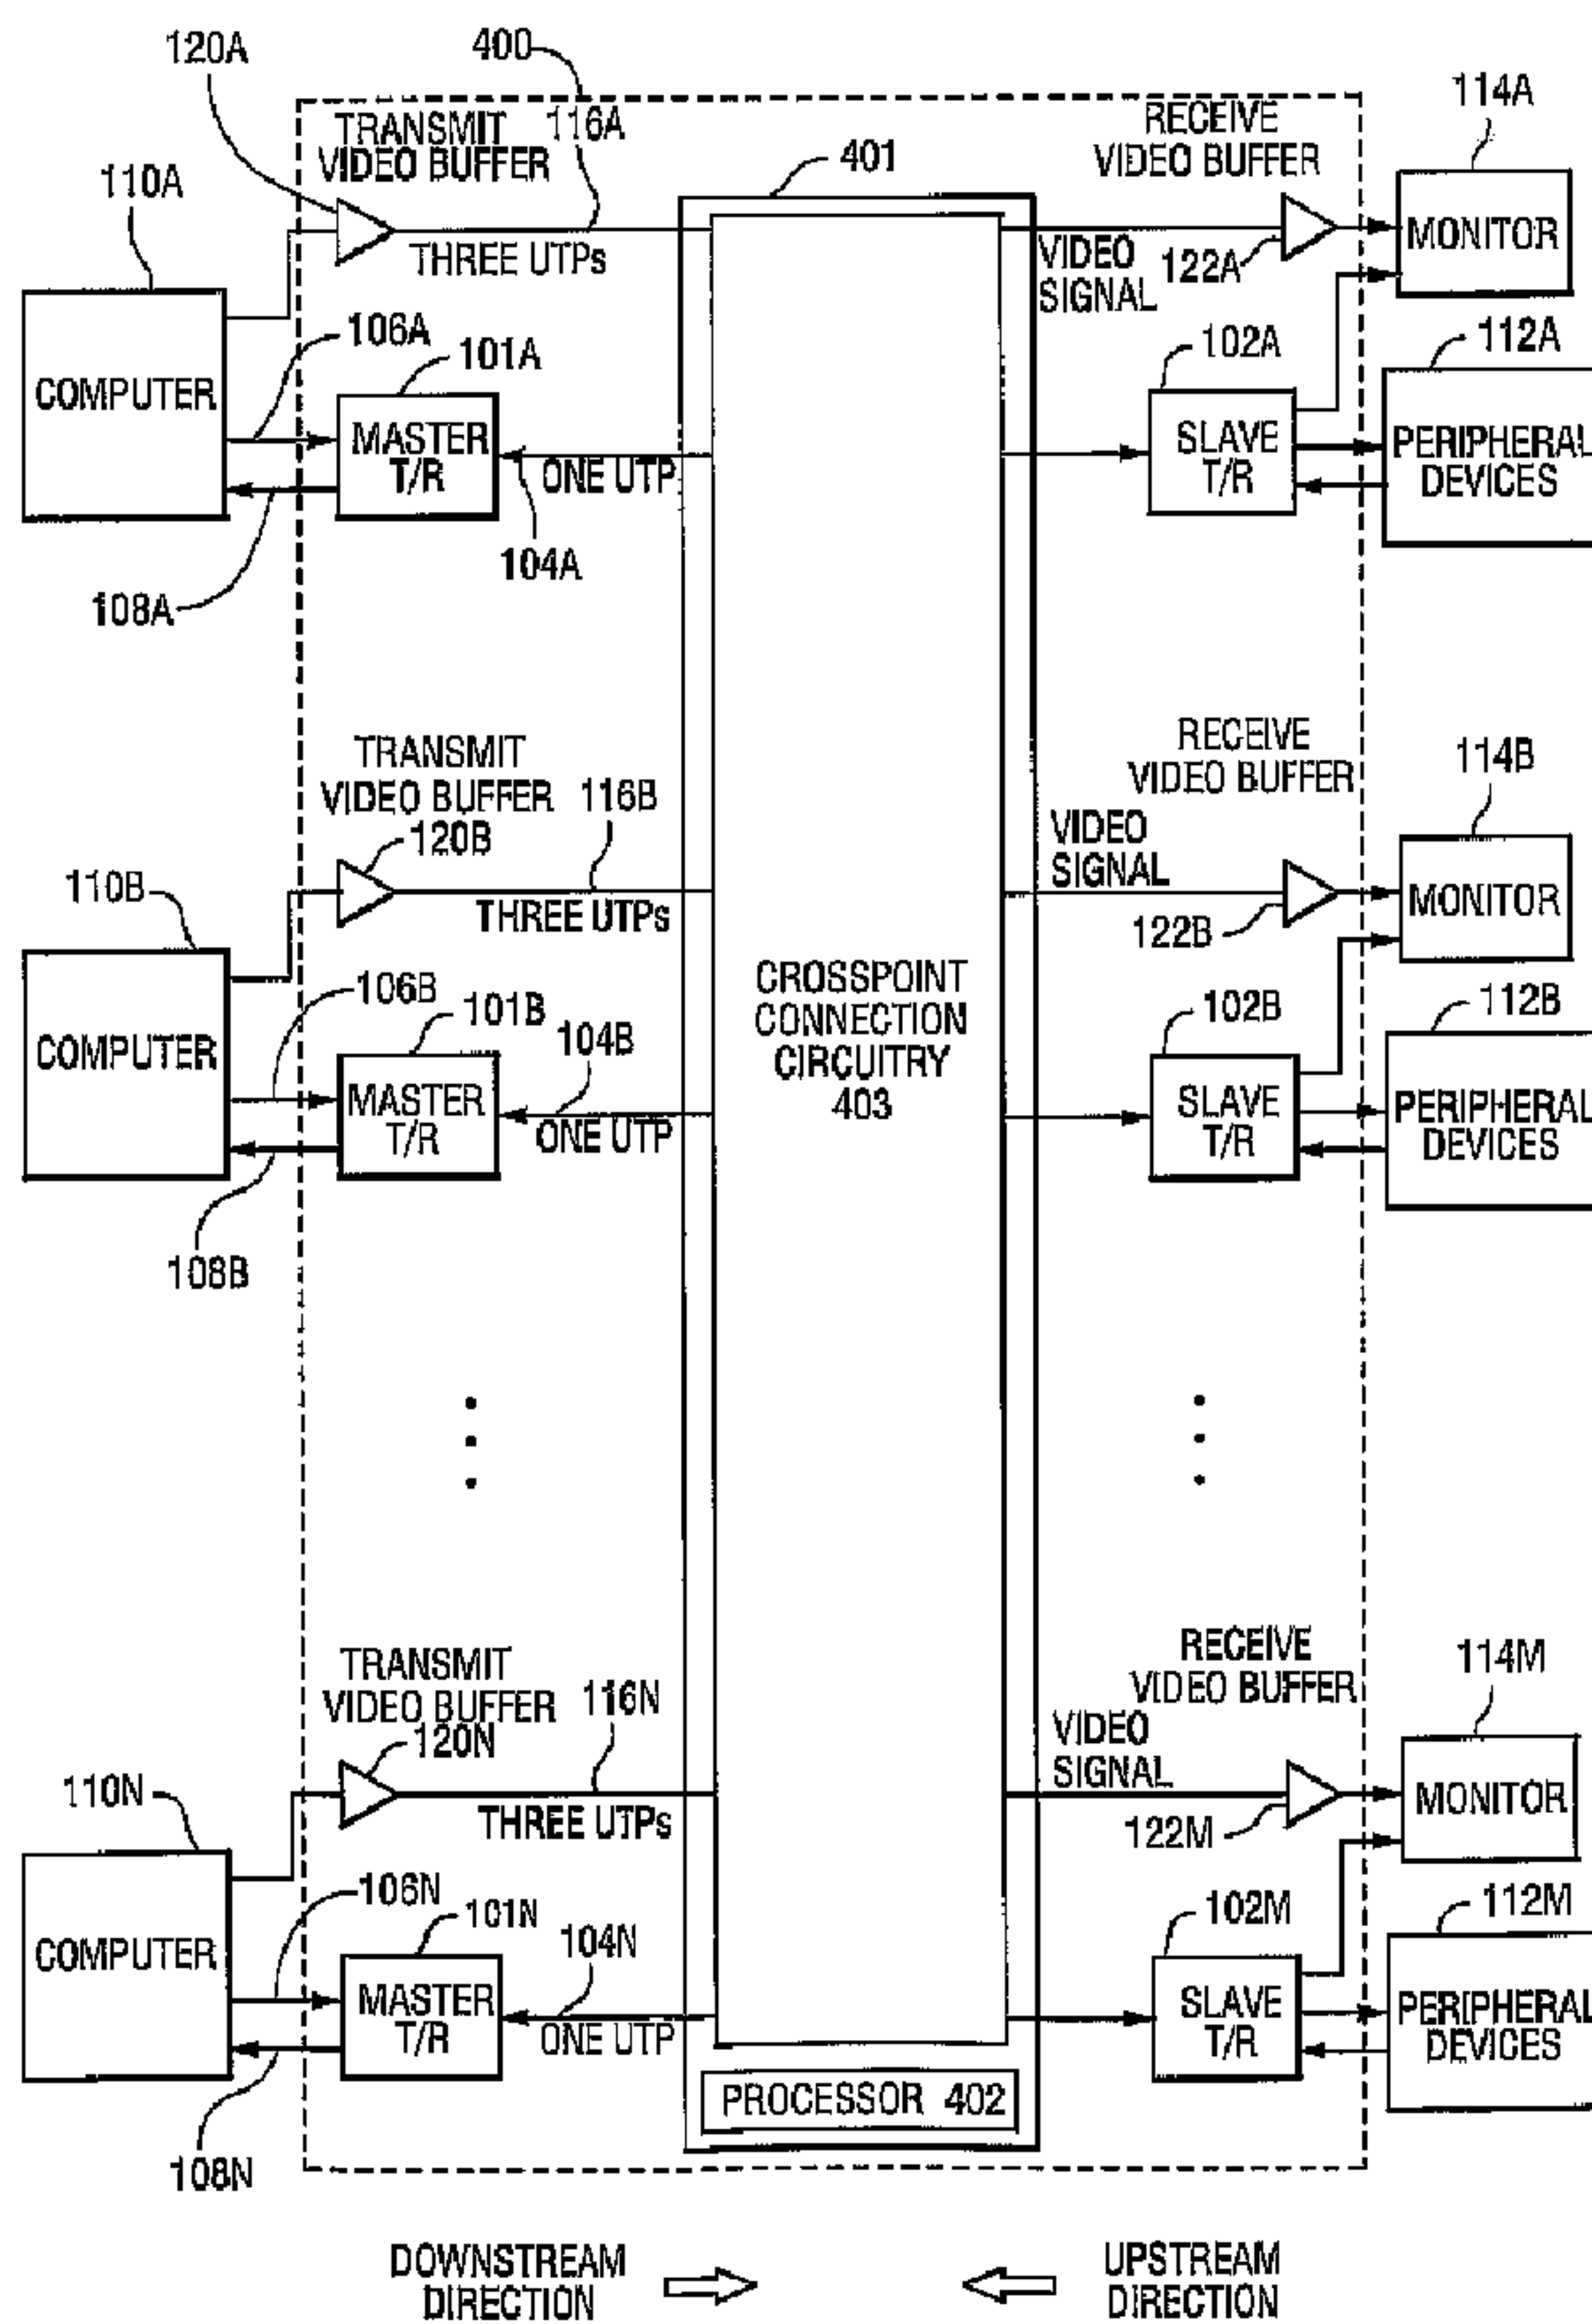 120A
400
TRANSMIT
VIDEO BUFFER
116A
RECEIVE
VIDEO BUFFER
114A
110A
401
THREE UTPs
VIDEO
SIGNAL
122A
MONITOR
COMPUTER
106A
101A
102A
112A
MASTER
T/R
ONE UTP
SLAVE
T/R
PERIPHERAL
DEVICES
104A
108A
TRANSMIT
VIDEO BUFFER
116B
120B
RECEIVE
VIDEO BUFFER
114B
110B
THREE UTPs
VIDEO
SIGNAL
122B
MONITOR
COMPUTER
106B
101B
104B
CROSSPOINT
CONNECTION
CIRCUITRY
403
102B
112B
MASTER
T/R
ONE UTP
SLAVE
T/R
PERIPHERAL
DEVICES
108B
TRANSMIT
VIDEO BUFFER
116N
120N
RECEIVE
VIDEO BUFFER
114M
110N
THREE UTPs
VIDEO
SIGNAL
122M
MONITOR
COMPUTER
106N
101N
104N
102M
112M
MASTER
T/R
ONE UTP
SLAVE
T/R
PERIPHERAL
DEVICES
PROCESSOR 402
108N
DOWNSTREAM
DIRECTION
UPSTREAM
DIRECTION